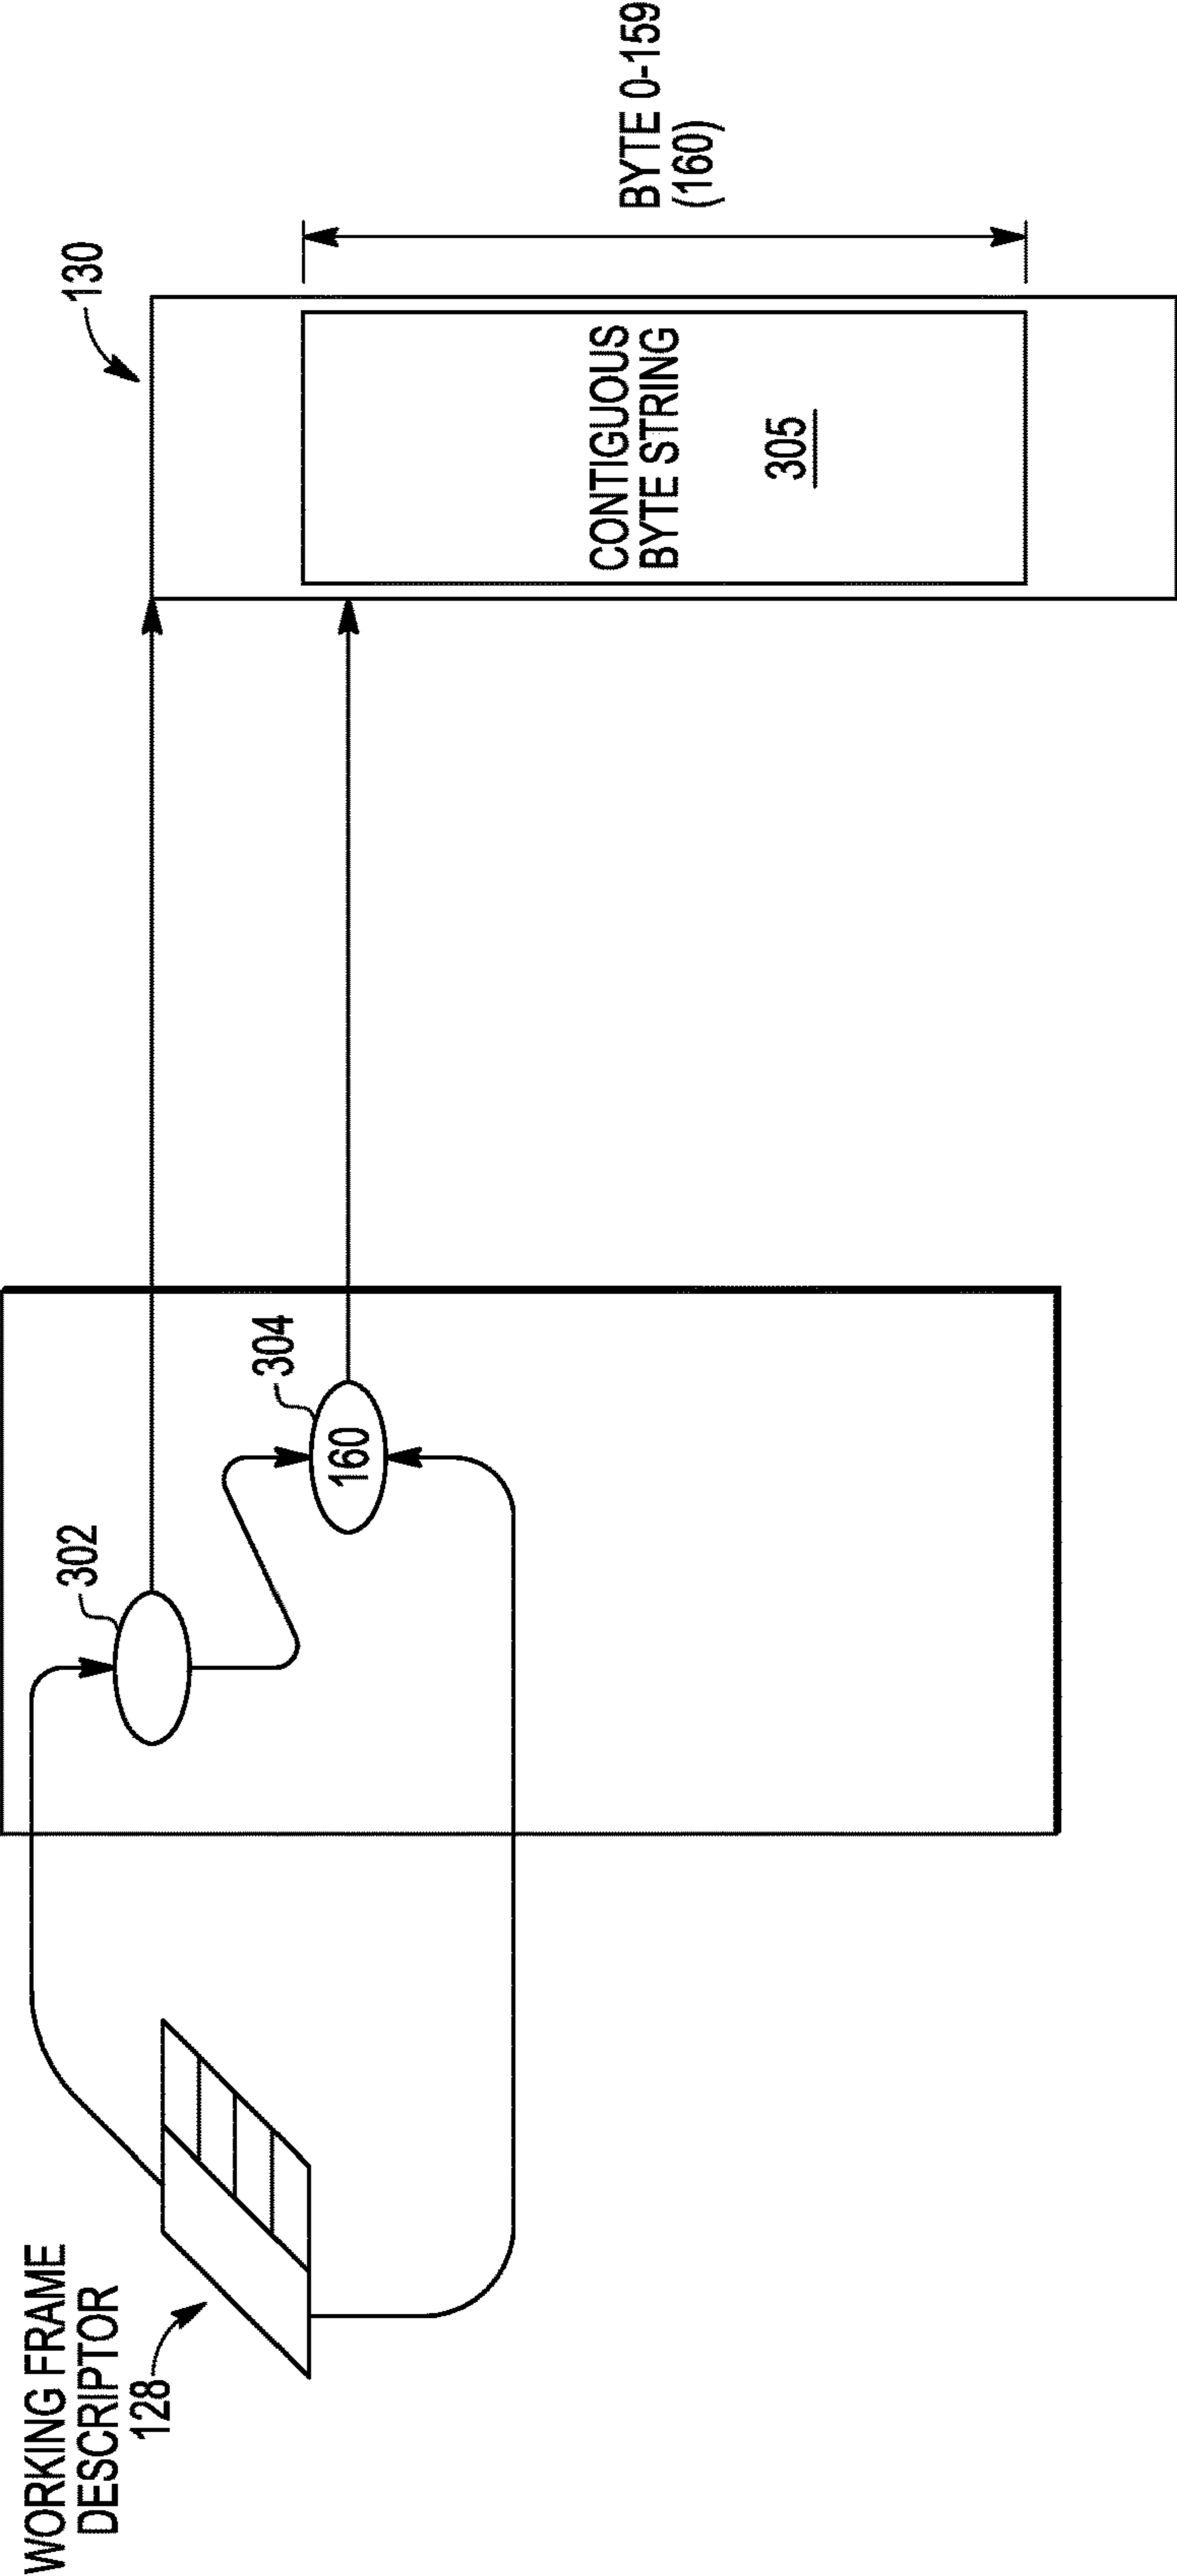 WORKING FRAME
DESCRIPTOR
128
302
304
160
130
CONTIGUOUS
BYTE STRING
305
BYTE 0-159
(160)